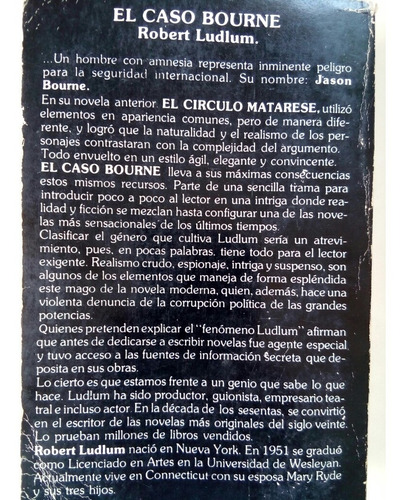 EL CASO BOURNE
Robert Ludlum.
...Un hombre con amnesia representa inminente peligro
para la seguridad internacional. Su nombre: Jason
Bourne.
En su novela anterior EL CIRCULO MATARESE, utilizó
elementos en apariencia comunes, pero de manera dife-
rente, y logró que la naturalidad y el realismo de los per-
sonajes contrastaran con la complejidad del argumento.
Todo envuelto en un estilo ágil, elegante y convincente.
EL CASO BOURNE lleva a sus máximas consecuencias
estos mismos recursos. Parte de una sencilla trama para
introducir poco a poco al lector en una intriga donde rea-
lidad y ficción se mezclan hasta configurar una de las nove-
las más sensacionales de los últimos tiempos.
Clasificar el género que cultiva Ludlum sería un atrevi-
miento, pues, en pocas palabras, tiene todo para el lector
exigente. Realismo crudo, espionaje, intriga y suspenso, son
algunos de los elementos que maneja de forma espléndida
este mago de la novela moderna, quien, además, hace una
violenta denuncia de la corrupción política de las grandes
potencias.
Quienes pretenden explicar el "fenómeno Ludlum" afirman
que antes de dedicarse a escribir novelas fue agente especial
y tuvo acceso a las fuentes de información secreta que de-
posita en sus obras.
Lo cierto es que estamos frente a un genio que sabe lo que
hace. Ludlum ha sido productor, guionista, empresario tea-
tral e incluso actor. En la década de los sesentas, se convirtió
en el escritor de las novelas más originales del siglo veinte.
Lo prueban millones de libros vendidos.
Robert Ludlum nació en Nueva York. En 1951 se graduó
como Licenciado en Artes en la Universidad de Wesleyan.
Actualmente vive en Connecticut con su esposa Mary Ryde
y sus tres hijos.